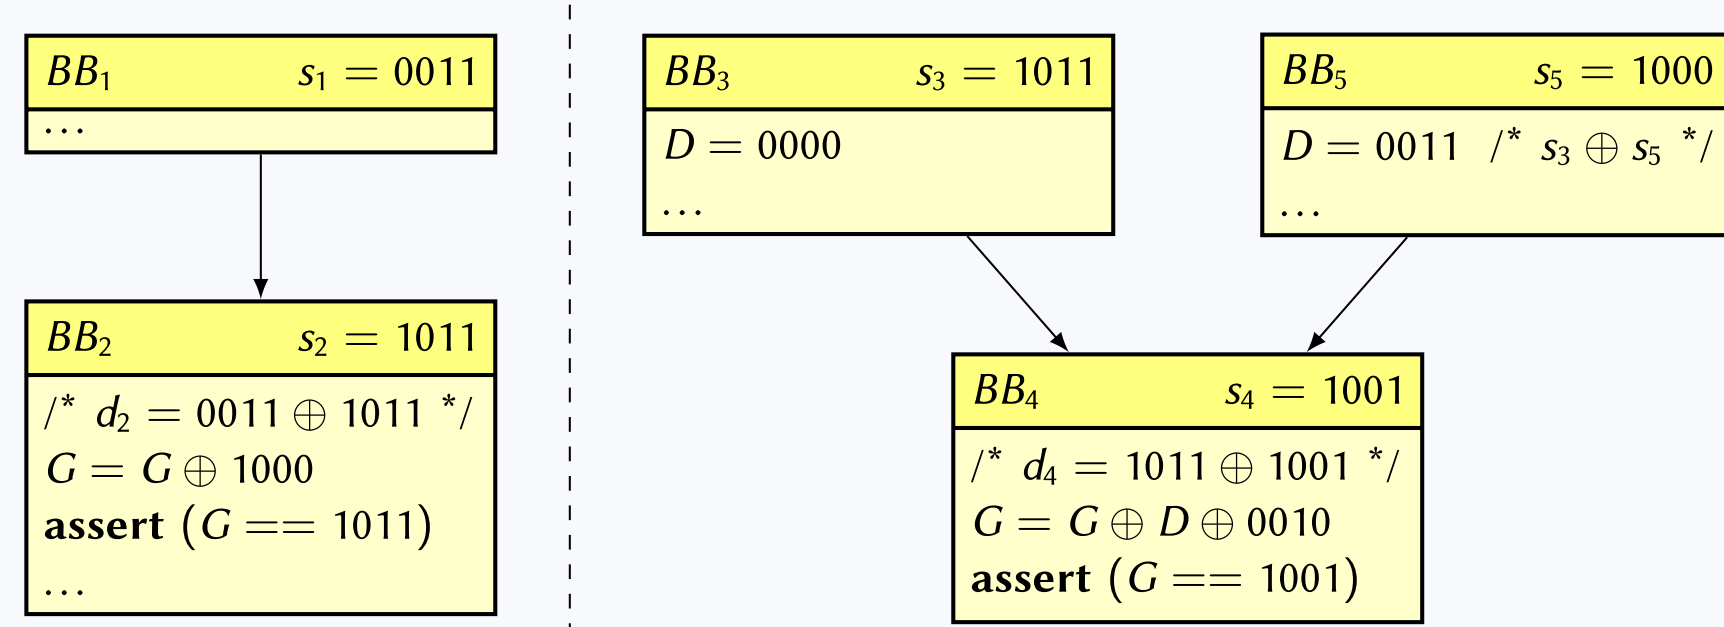 BB₁ s₁ = 0011
...
BB₂ s₂ = 1011
/* d₂ = 0011 ⊕ 1011 */
G = G ⊕ 1000
assert (G == 1011)
...
BB₃ s₃ = 1011
D = 0000
...
BB₅ s₅ = 1000
D = 0011 /* s₃ ⊕ s₅ */
...
BB₄ s₄ = 1001
/* d₄ = 1011 ⊕ 1001 */
G = G ⊕ D ⊕ 0010
assert (G == 1001)